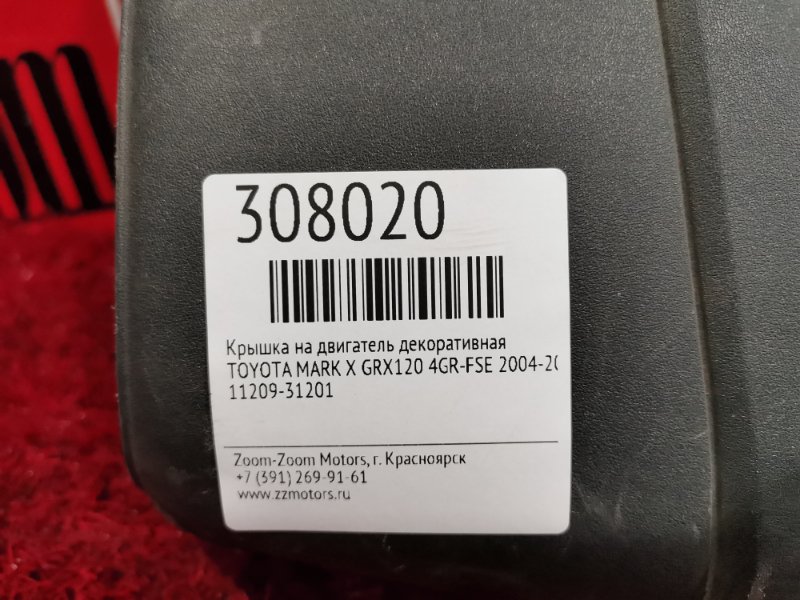 308020
Крышка на двигатель декоративная
TOYOTA MARK X GRX120 4GR-FSE 2004-20
11209-31201
Zoom-Zoom Motors, г. Красноярск
+7 (391) 269-91-61
www.zzmotors.ru